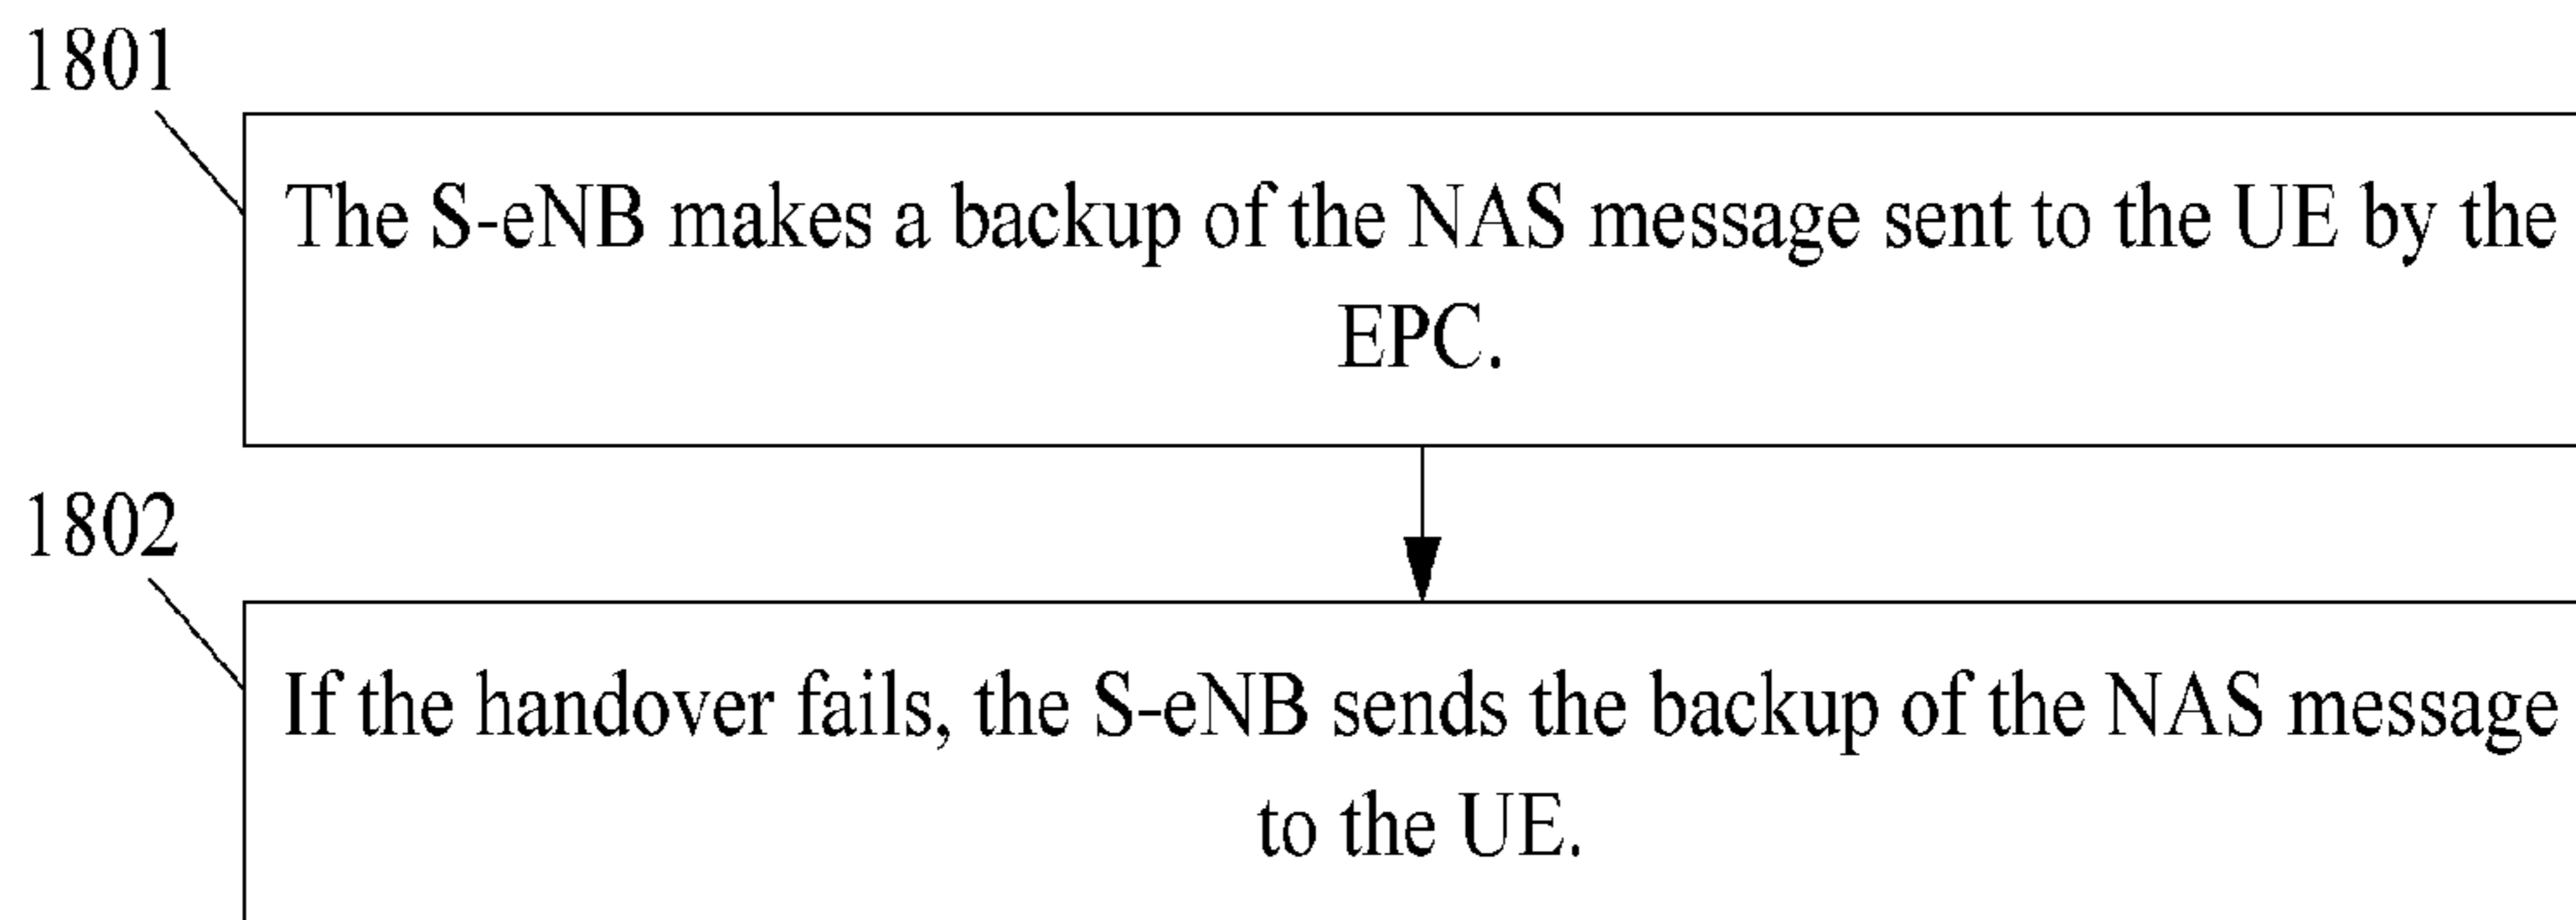 1801
The S-eNB makes a backup of the NAS message sent to the UE by the
EPC.
1802
If the handover fails, the S-eNB sends the backup of the NAS message
to the UE.